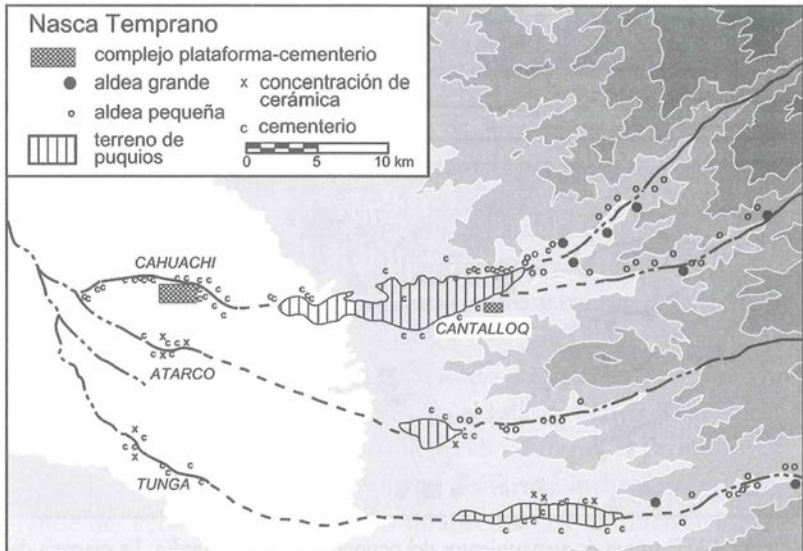 Nasca Temprano
complejo plataforma-cementerio
aldea grande
x concentración de
cerámica
aldea pequeña
c cementerio
terreno de
puquios
0 5 10 km
CAHUACHI
CANTALLOQ
ATARCO
TUNGA